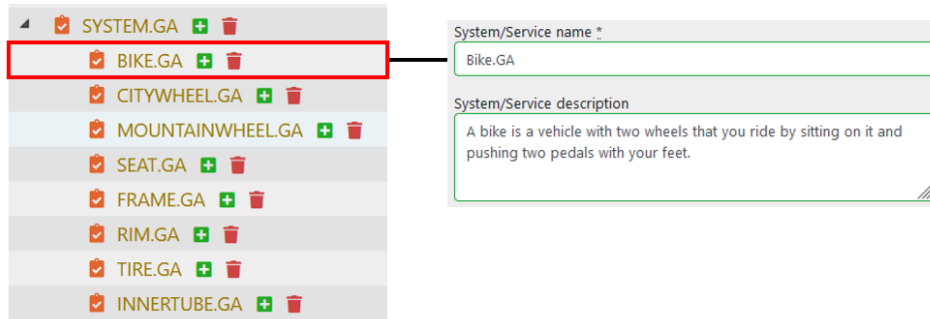 SYSTEM.GA
BIKE.GA
CITYWHEEL.GA
MOUNTAINWHEEL.GA
SEAT.GA
FRAME.GA
RIM.GA
TIRE.GA
INNERTUBE.GA
System/Service name *
Bike.GA
System/Service description
A bike is a vehicle with two wheels that you ride by sitting on it and
pushing two pedals with your feet.